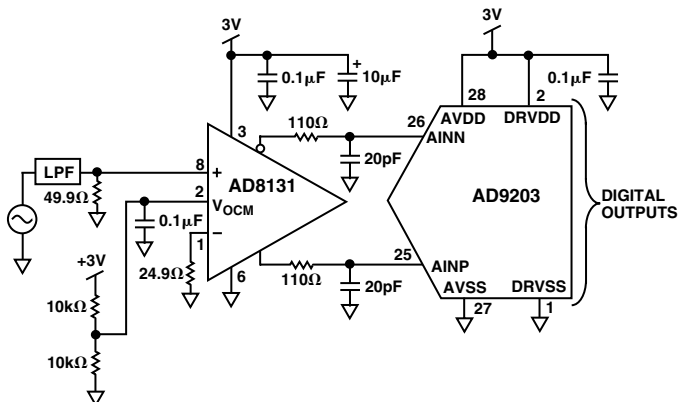 3V
3V
0.1µF
+
10µF
0.1µF
28
2
3
110Ω
26
AVDD
DRVDD
AINN
LPF
8
+
20pF
AD8131
AD9203
49.9Ω
2
VOCM
DIGITAL
OUTPUTS
0.1µF
1
−
+3V
25
AINP
24.9Ω
110Ω
6
20pF
AVSS
DRVSS
10kΩ
27
1
10kΩ